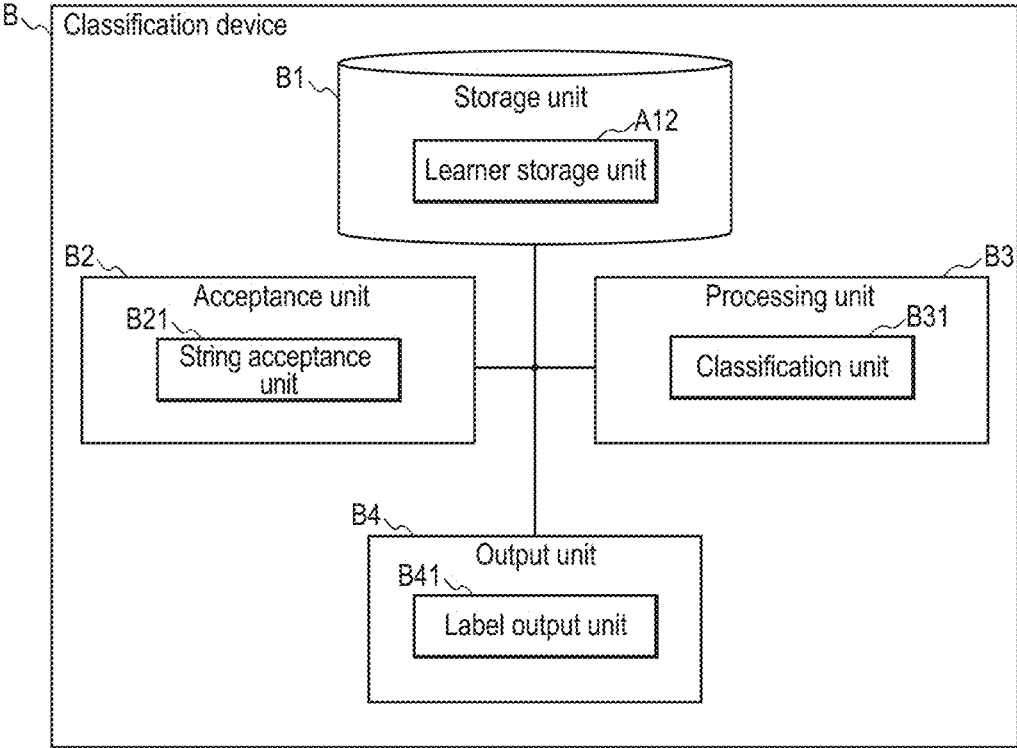 B
Classification device
B1
Storage unit
A12
Learner storage unit
B2
Acceptance unit
B21
String acceptance
unit
B3
Processing unit
B31
Classification unit
B4
Output unit
B41
Label output unit